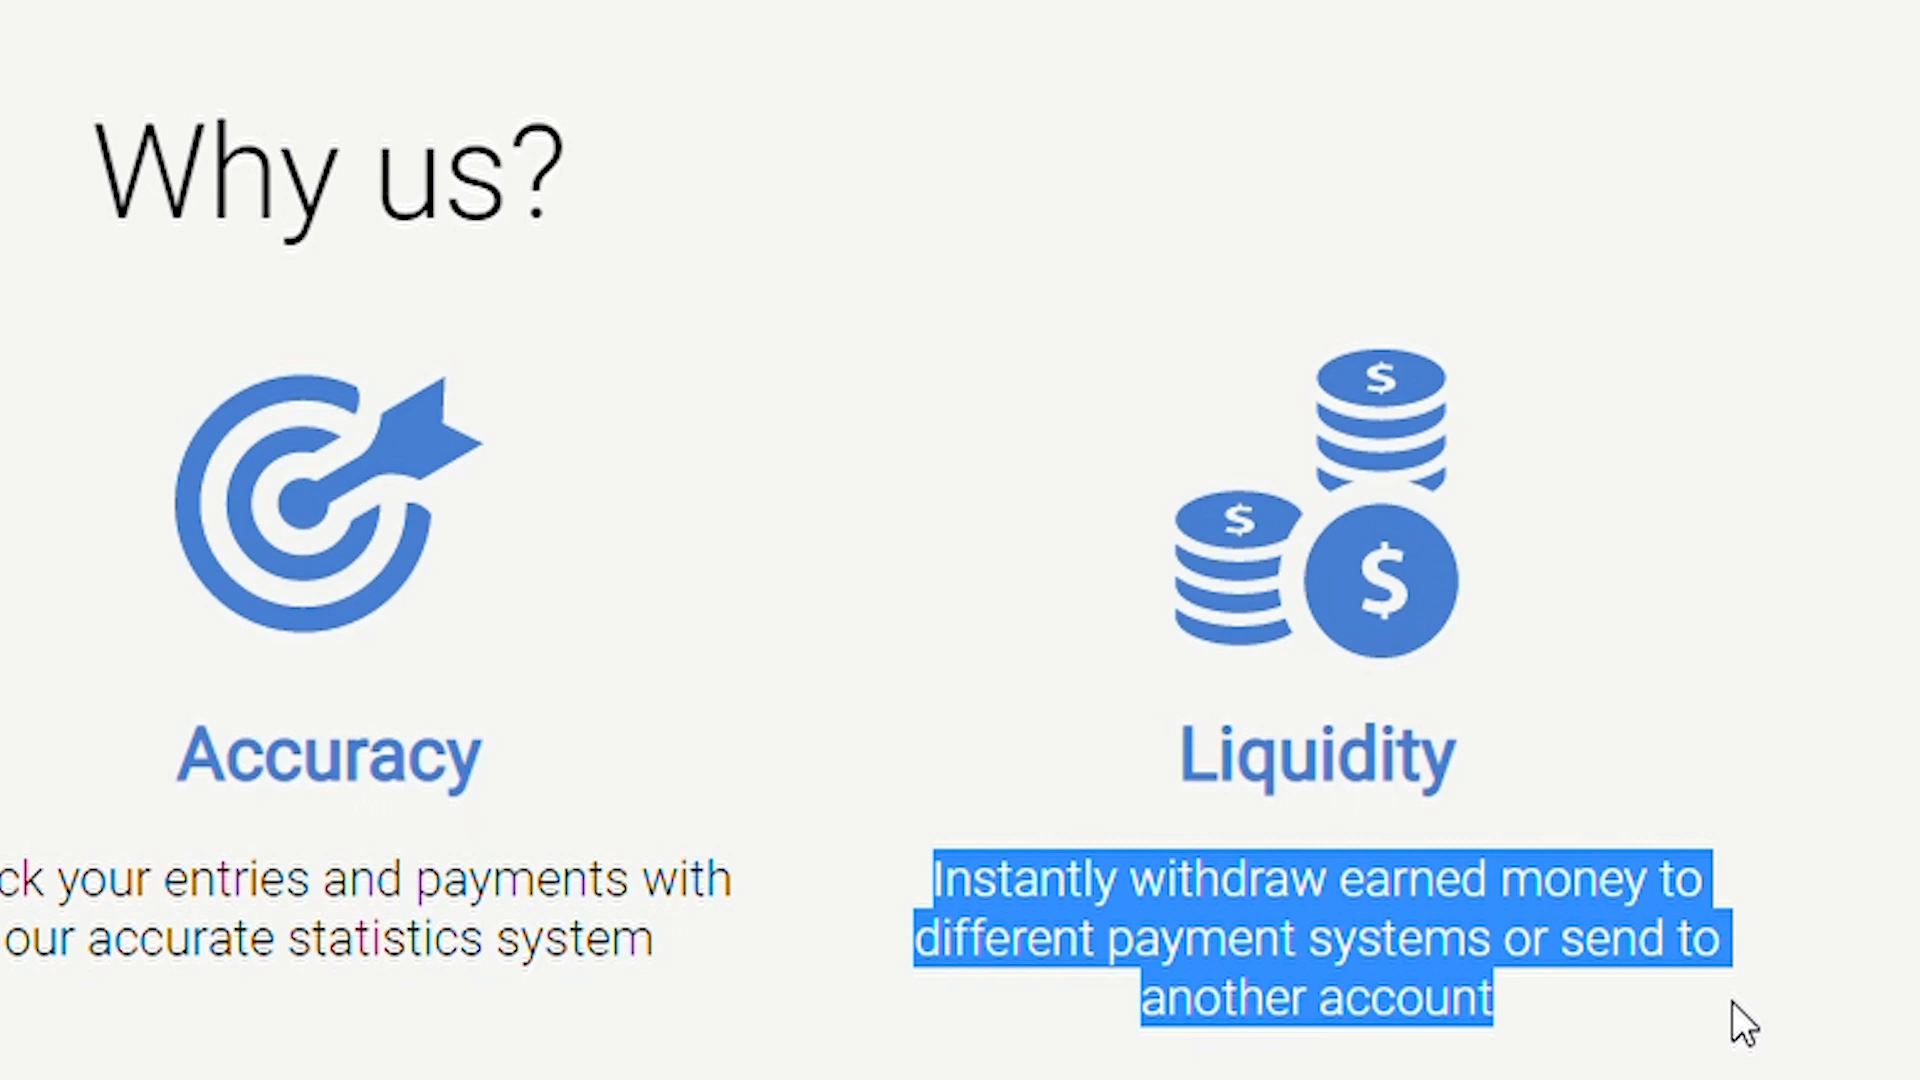 Why us?
$
$
$
Accuracy
Liquidity
ck your entries and payments with
our accurate statistics system
Instantly withdraw earned money to
different payment systems or send to
another account